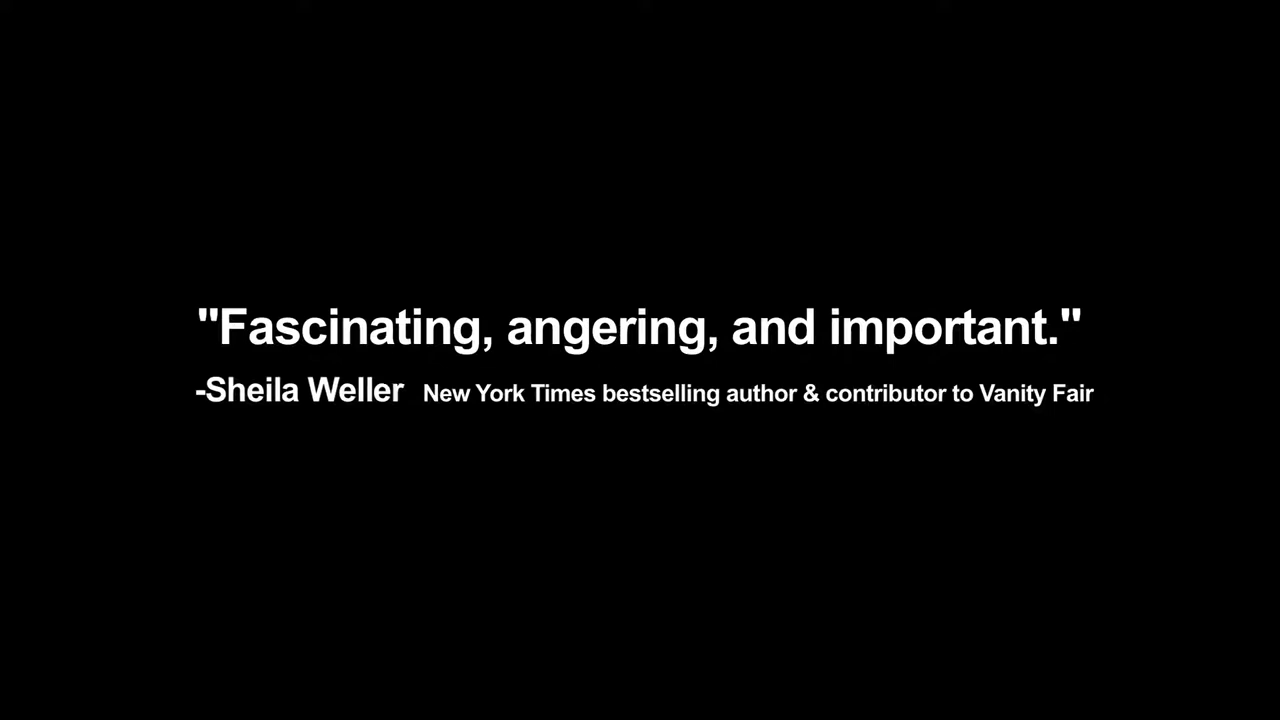 "Fascinating, angering, and important."
-Sheila Weller New York Times bestselling author & contributor to Vanity Fair